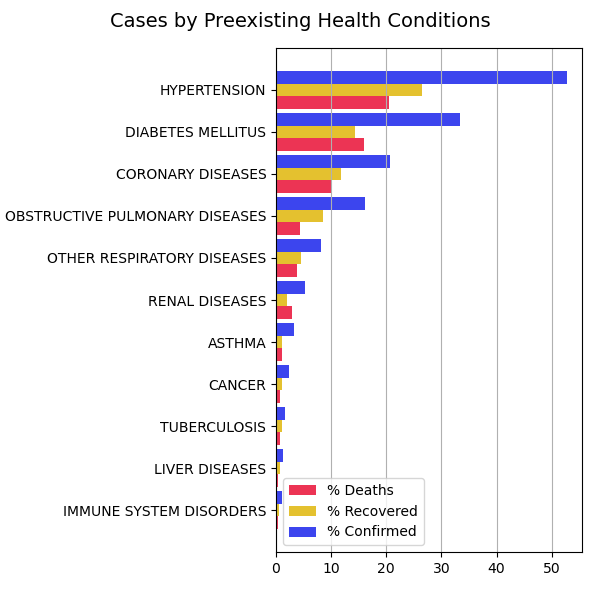 Cases by Preexisting Health Conditions
HYPERTENSION
DIABETES MELLITUS
CORONARY DISEASES
OBSTRUCTIVE PULMONARY DISEASES
OTHER RESPIRATORY DISEASES
RENAL DISEASES
ASTHMA
CANCER
TUBERCULOSIS
LIVER DISEASES
IMMUNE SYSTEM DISORDERS
% Deaths
% Recovered
% Confirmed
0 10 20 30 40 50